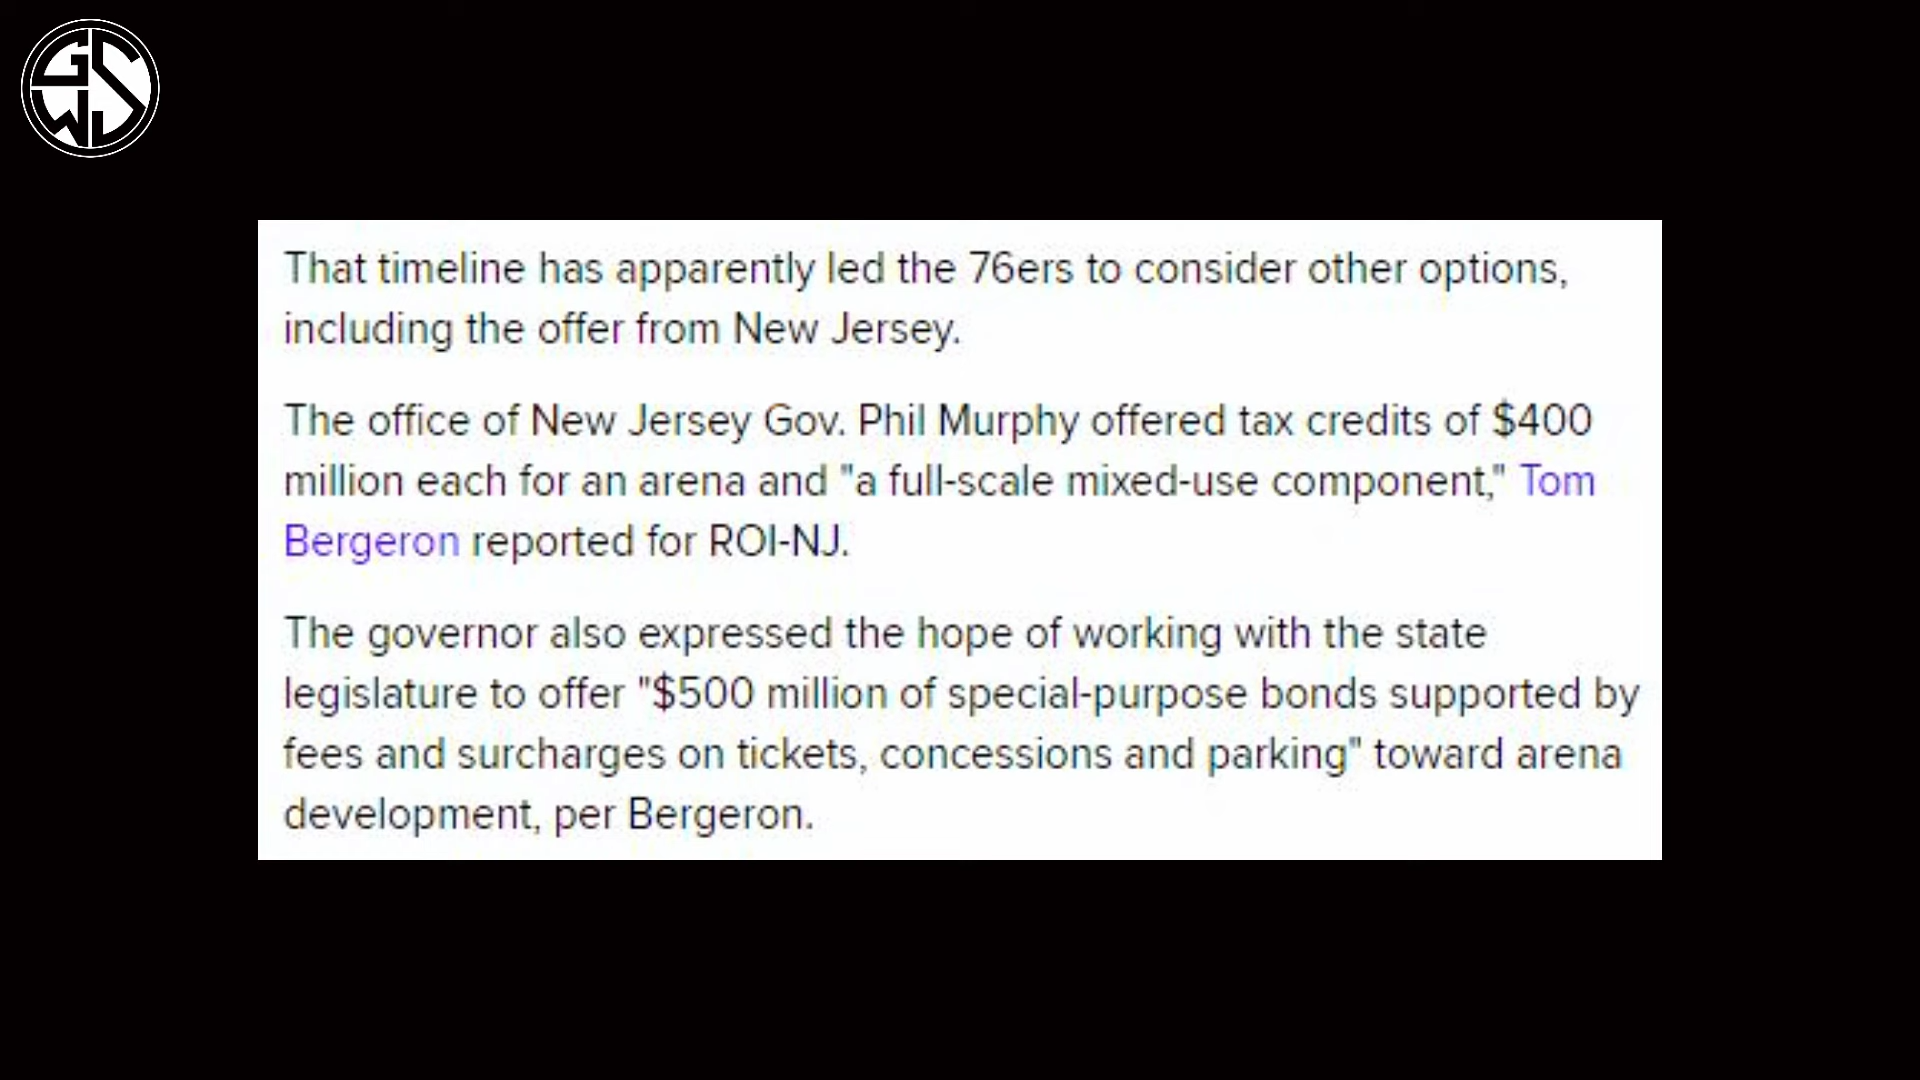 GS
WJ
That timeline has apparently led the 76ers to consider other options,
including the offer from New Jersey.
The office of New Jersey Gov. Phil Murphy offered tax credits of $400
million each for an arena and "a full-scale mixed-use component," Tom
Bergeron reported for ROI-NJ.
The governor also expressed the hope of working with the state
legislature to offer "$500 million of special-purpose bonds supported by
fees and surcharges on tickets, concessions and parking" toward arena
development, per Bergeron.